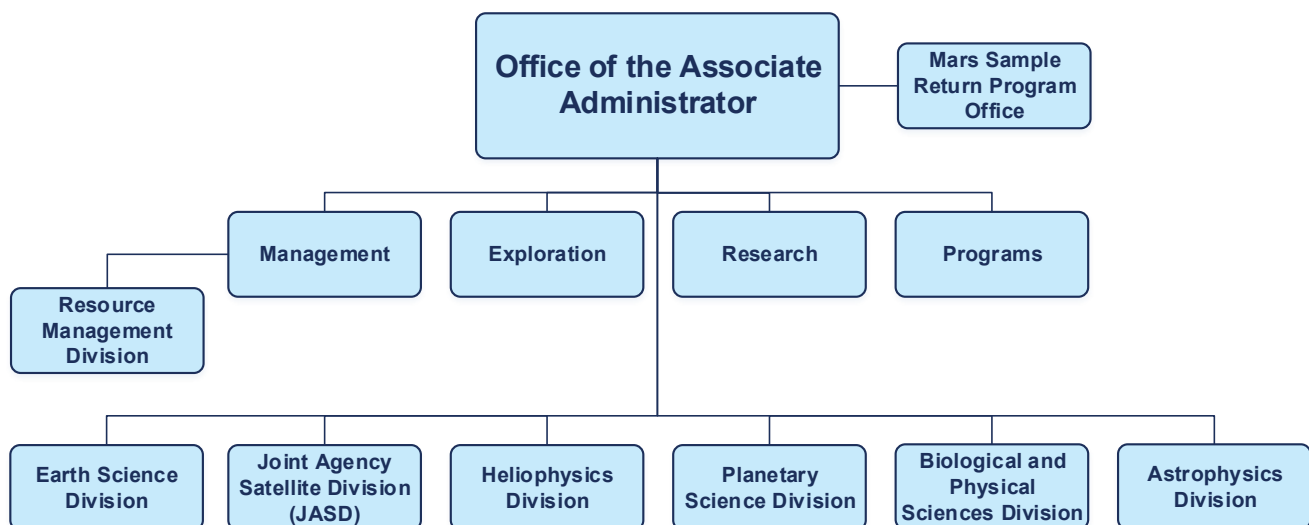 Office of the Associate
Administrator
Mars Sample
Return Program
Office
Management
Exploration
Research
Programs
Resource
Management
Division
Earth Science
Division
Joint Agency
Satellite Division
(JASD)
Heliophysics
Division
Planetary
Science Division
Biological and
Physical
Sciences Division
Astrophysics
Division